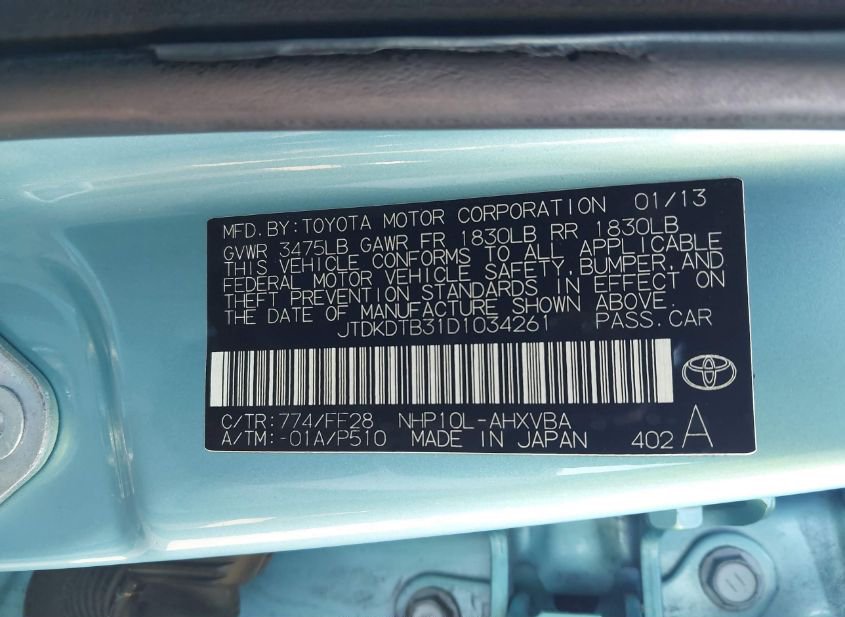 MFD. BY: TOYOTA MOTOR CORPORATION 01/13
GVWR 3475LB GAWR FR 1830LB RR 1830LB
THIS VEHICLE CONFORMS TO ALL APPLICABLE
FEDERAL MOTOR VEHICLE SAFETY, BUMPER, AND
THEFT PREVENTION STANDARDS IN EFFECT ON
THE DATE OF MANUFACTURE SHOWN ABOVE.
JTDKDTB31D1034261 PASS. CAR
C/TR: 774/FF28 NHP10L-AHXVBA
A/TM: -01A/P510 MADE IN JAPAN 402 A